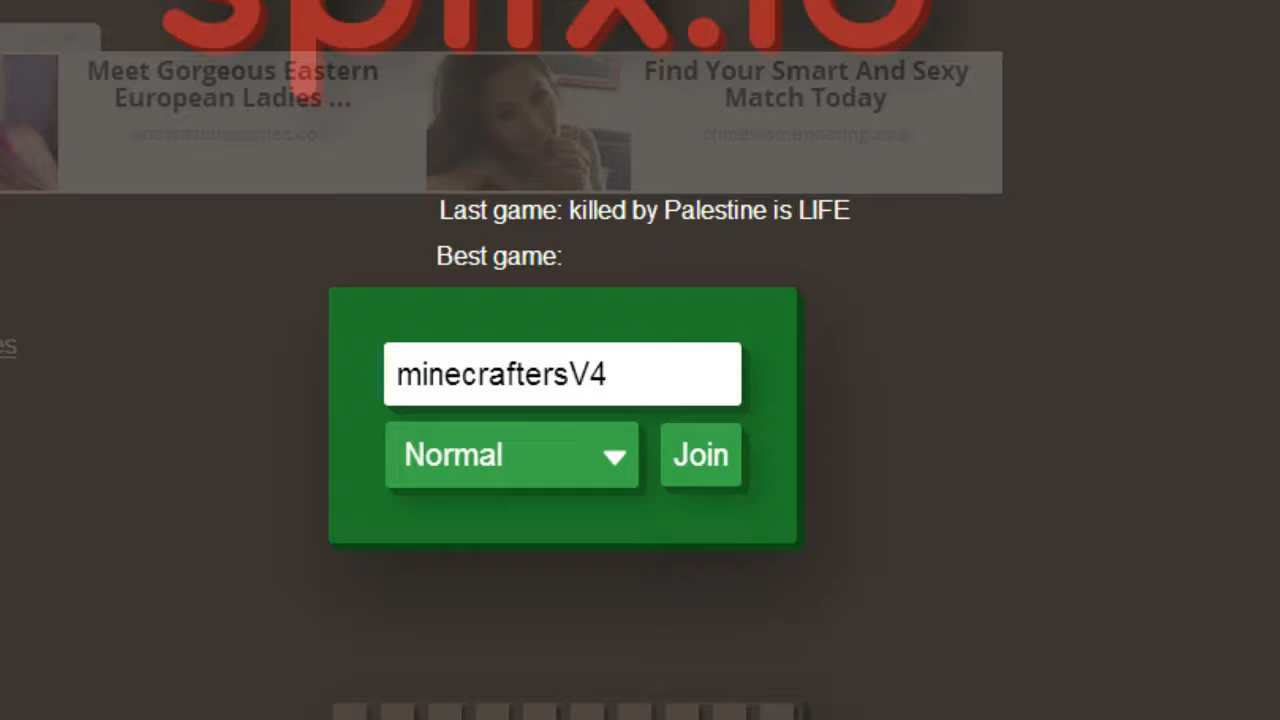 splix.io
Meet Gorgeous Eastern
European Ladies ...
Find Your Smart And Sexy
Match Today
Last game: killed by Palestine is LIFE
Best game:
es
minecraftersV4
Normal
Join